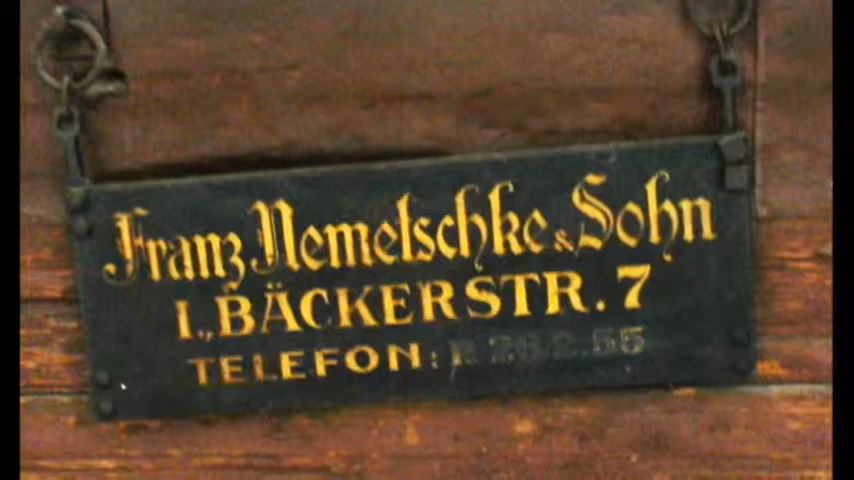 Franz Nemetschke & Sohn
I., BÄCKERSTR. 7
TELEFON: